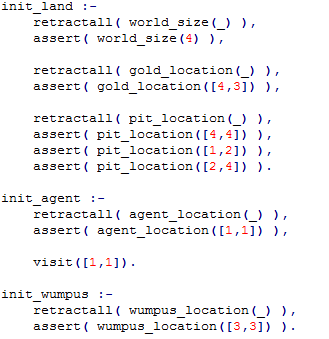 init_land :-
    retractall( world_size(_) ),
    assert( world_size(4) ),

    retractall( gold_location(_) ),
    assert( gold_location([4,3]) ),

    retractall( pit_location(_) ),
    assert( pit_location([4,4]) ),
    assert( pit_location([1,2]) ),
    assert( pit_location([2,4]) ).

init_agent :-
    retractall( agent_location(_) ),
    assert( agent_location([1,1]) ),

    visit([1,1]).

init_wumpus :-
    retractall( wumpus_location(_) ),
    assert( wumpus_location([3,3]) ).